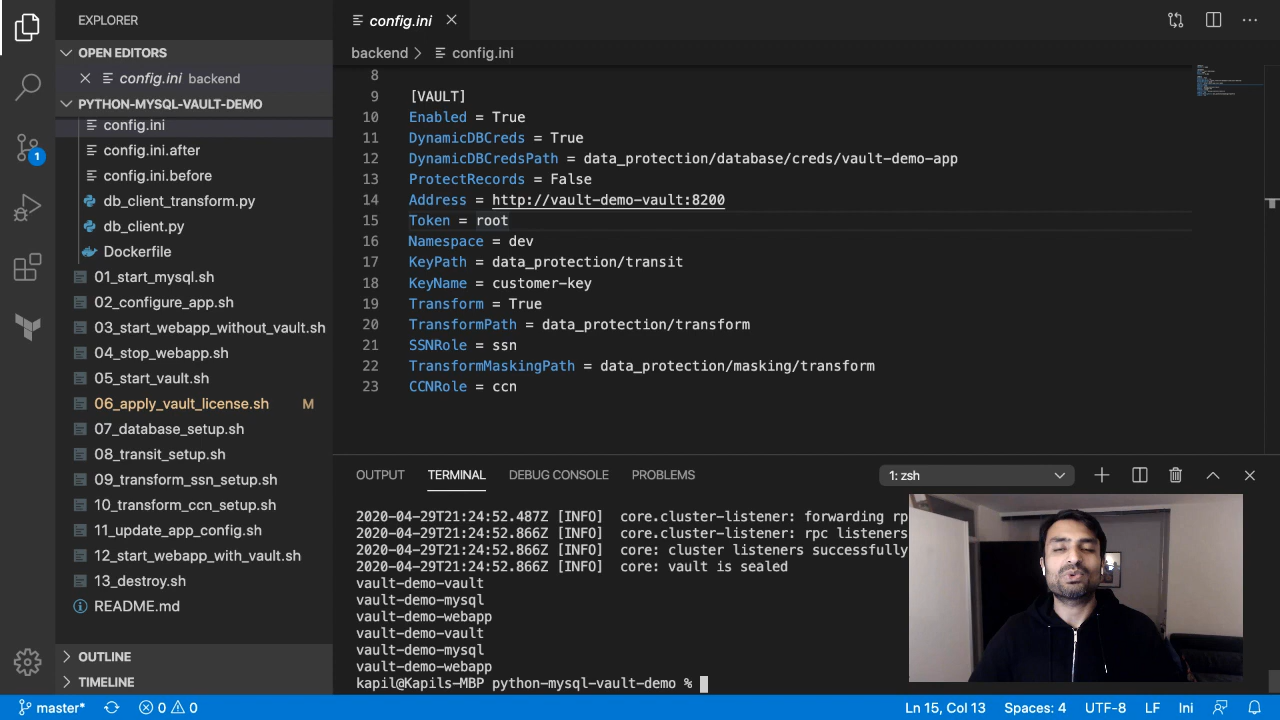 EXPLORER
OPEN EDITORS
config.ini backend
PYTHON-MYSQL-VAULT-DEMO
config.ini
config.ini.after
config.ini.before
db_client_transform.py
db_client.py
Dockerfile
01_start_mysql.sh
02_configure_app.sh
03_start_webapp_without_vault.sh
04_stop_webapp.sh
05_start_vault.sh
06_apply_vault_license.sh M
07_database_setup.sh
08_transit_setup.sh
09_transform_ssn_setup.sh
10_transform_ccn_setup.sh
11_update_app_config.sh
12_start_webapp_with_vault.sh
13_destroy.sh
README.md
OUTLINE
TIMELINE
1
config.ini
backend > config.ini
8
9 [VAULT]
10 Enabled = True
11 DynamicDBCreds = True
12 DynamicDBCredsPath = data_protection/database/creds/vault-demo-app
13 ProtectRecords = False
14 Address = http://vault-demo-vault:8200
15 Token = root
16 Namespace = dev
17 KeyPath = data_protection/transit
18 KeyName = customer-key
19 Transform = True
20 TransformPath = data_protection/transform
21 SSNRole = ssn
22 TransformMaskingPath = data_protection/masking/transform
23 CCNRole = ccn
OUTPUT TERMINAL DEBUG CONSOLE PROBLEMS 1: zsh
2020-04-29T21:24:52.487Z [INFO] core.cluster-listener: forwarding rp
2020-04-29T21:24:52.866Z [INFO] core.cluster-listener: rpc listeners
2020-04-29T21:24:52.866Z [INFO] core: cluster listeners successfully
2020-04-29T21:24:52.866Z [INFO] core: vault is sealed
vault-demo-vault
vault-demo-mysql
vault-demo-webapp
vault-demo-vault
vault-demo-mysql
vault-demo-webapp
kapil@Kapils-MBP python-mysql-vault-demo %
master* 0 0 Ln 15, Col 13 Spaces: 4 UTF-8 LF Ini